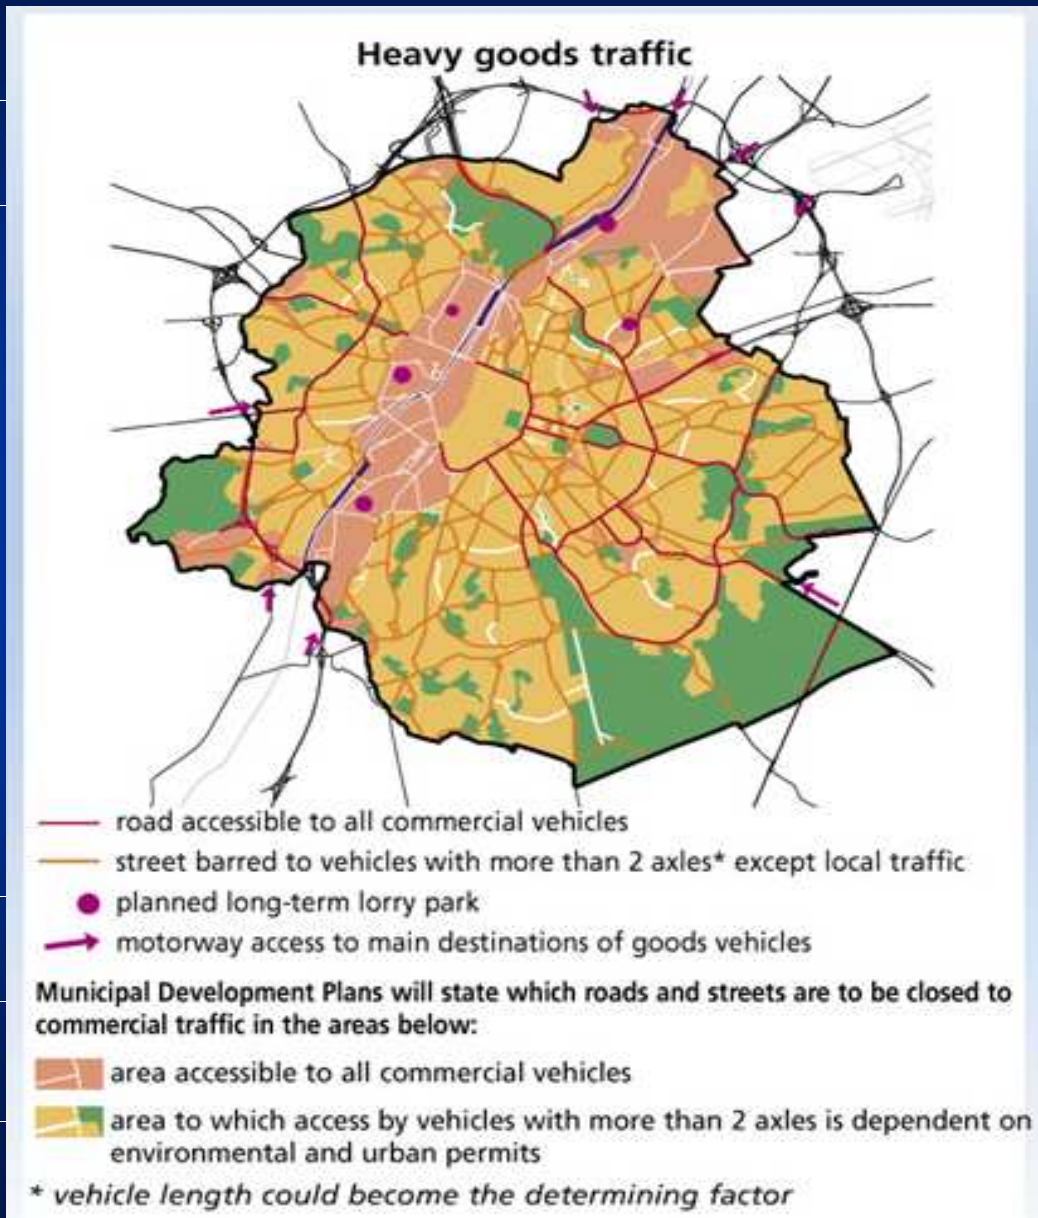 Heavy goods traffic
road accessible to all commercial vehicles
street barred to vehicles with more than 2 axles* except local traffic
planned long-term lorry park
motorway access to main destinations of goods vehicles
Municipal Development Plans will state which roads and streets are to be closed to
commercial traffic in the areas below:
area accessible to all commercial vehicles
area to which access by vehicles with more than 2 axles is dependent on
environmental and urban permits
* vehicle length could become the determining factor